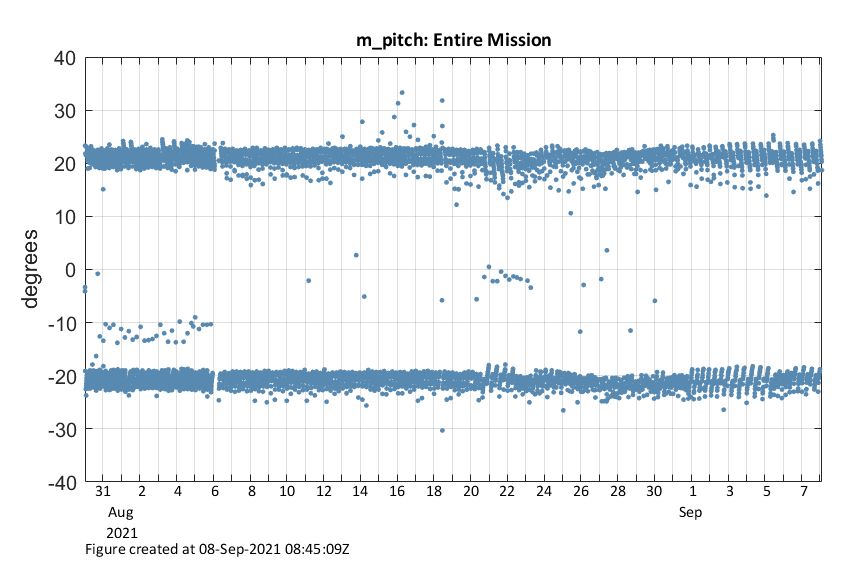 m_pitch: Entire Mission
40
30
20
10
0
-10
-20
-30
-40
degrees
31 2 4 6 8 10 12 14 16 18 20 22 24 26 28 30 1 3 5 7
Aug Sep
2021
Figure created at 08-Sep-2021 08:45:09Z